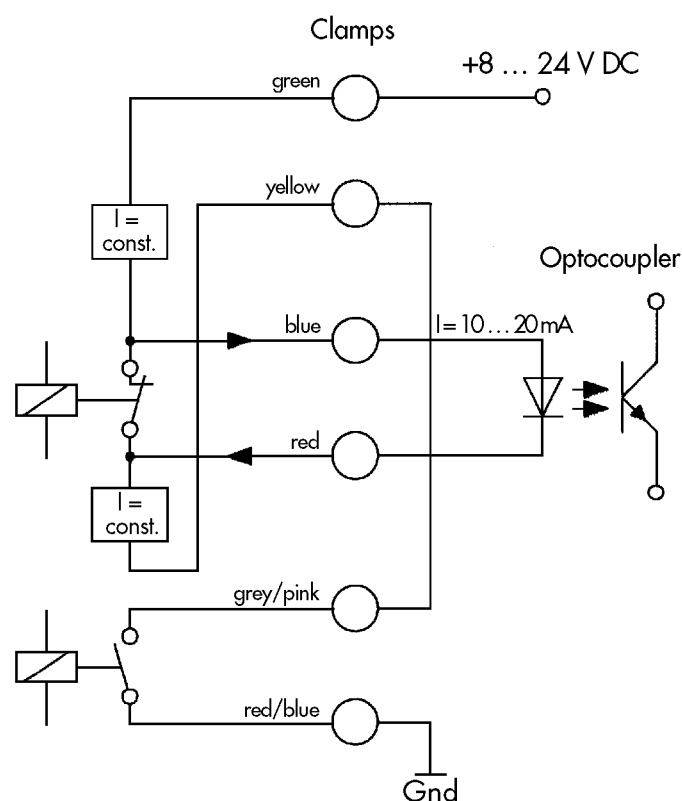 Clamps
+8 ... 24 V DC
green
yellow
I =
const.
Optocoupler
blue
I = 10 ... 20 mA
red
I =
const.
grey/pink
red/blue
Gnd